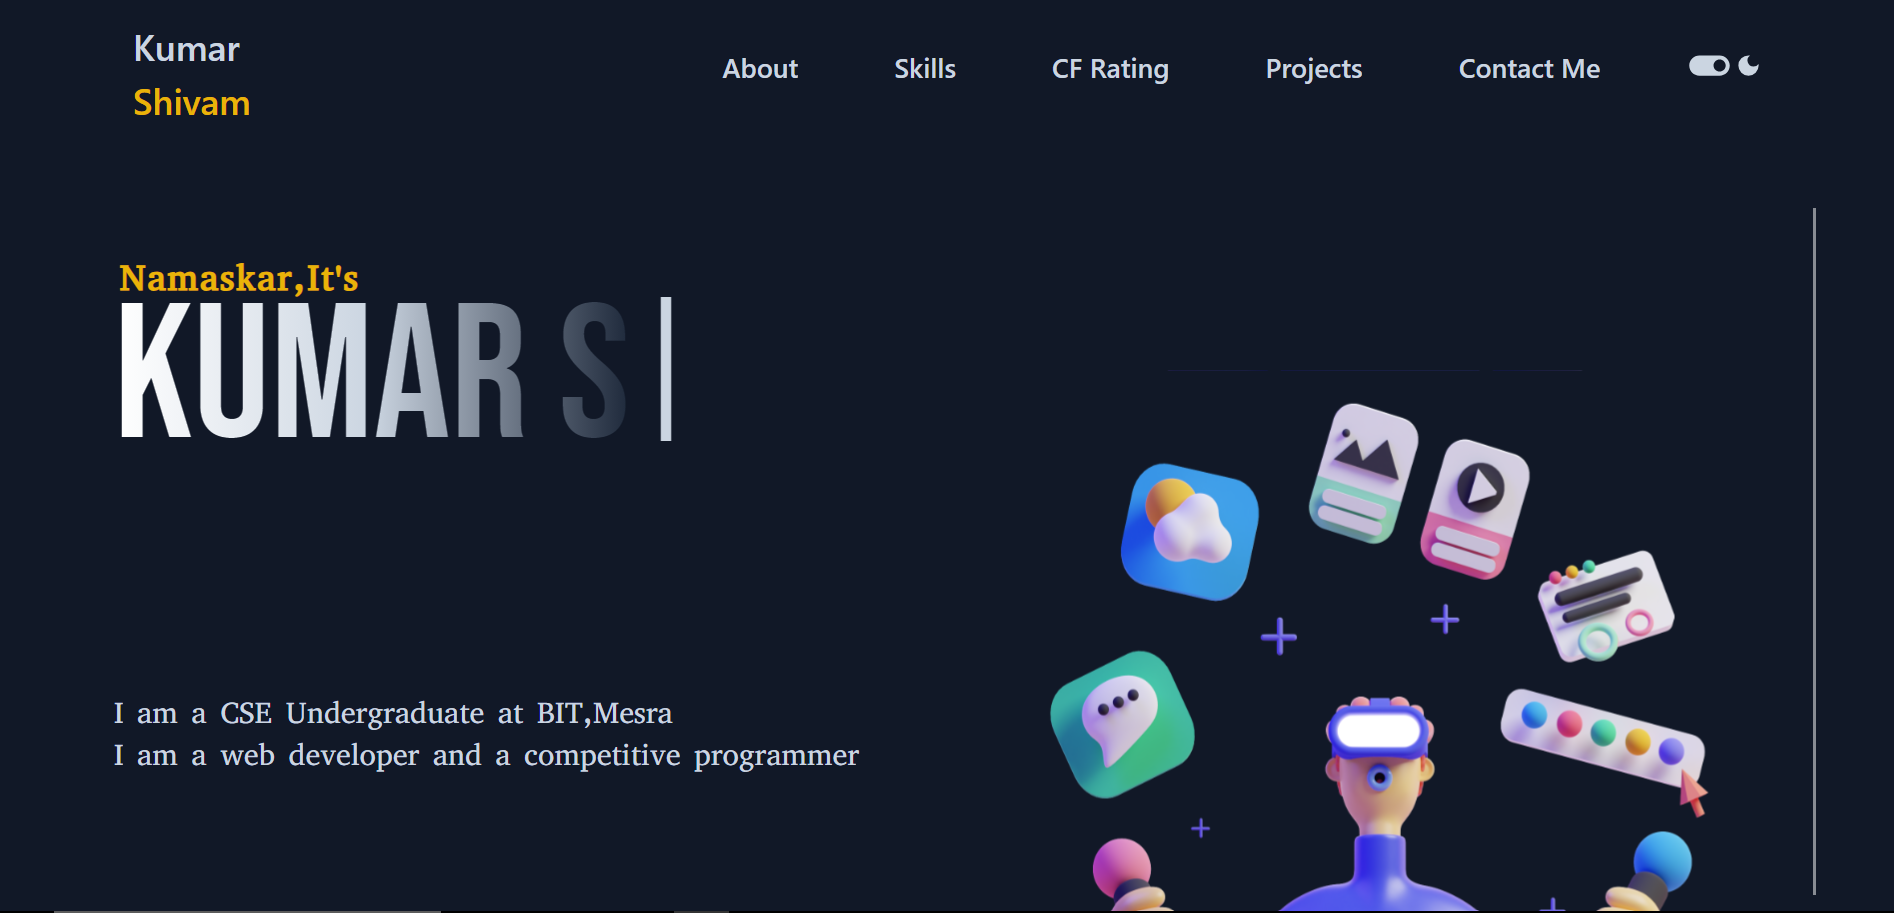 Kumar
Shivam
About Skills CF Rating Projects Contact Me
Namaskar,It's
KUMAR S
I am a CSE Undergraduate at BIT,Mesra
I am a web developer and a competitive programmer